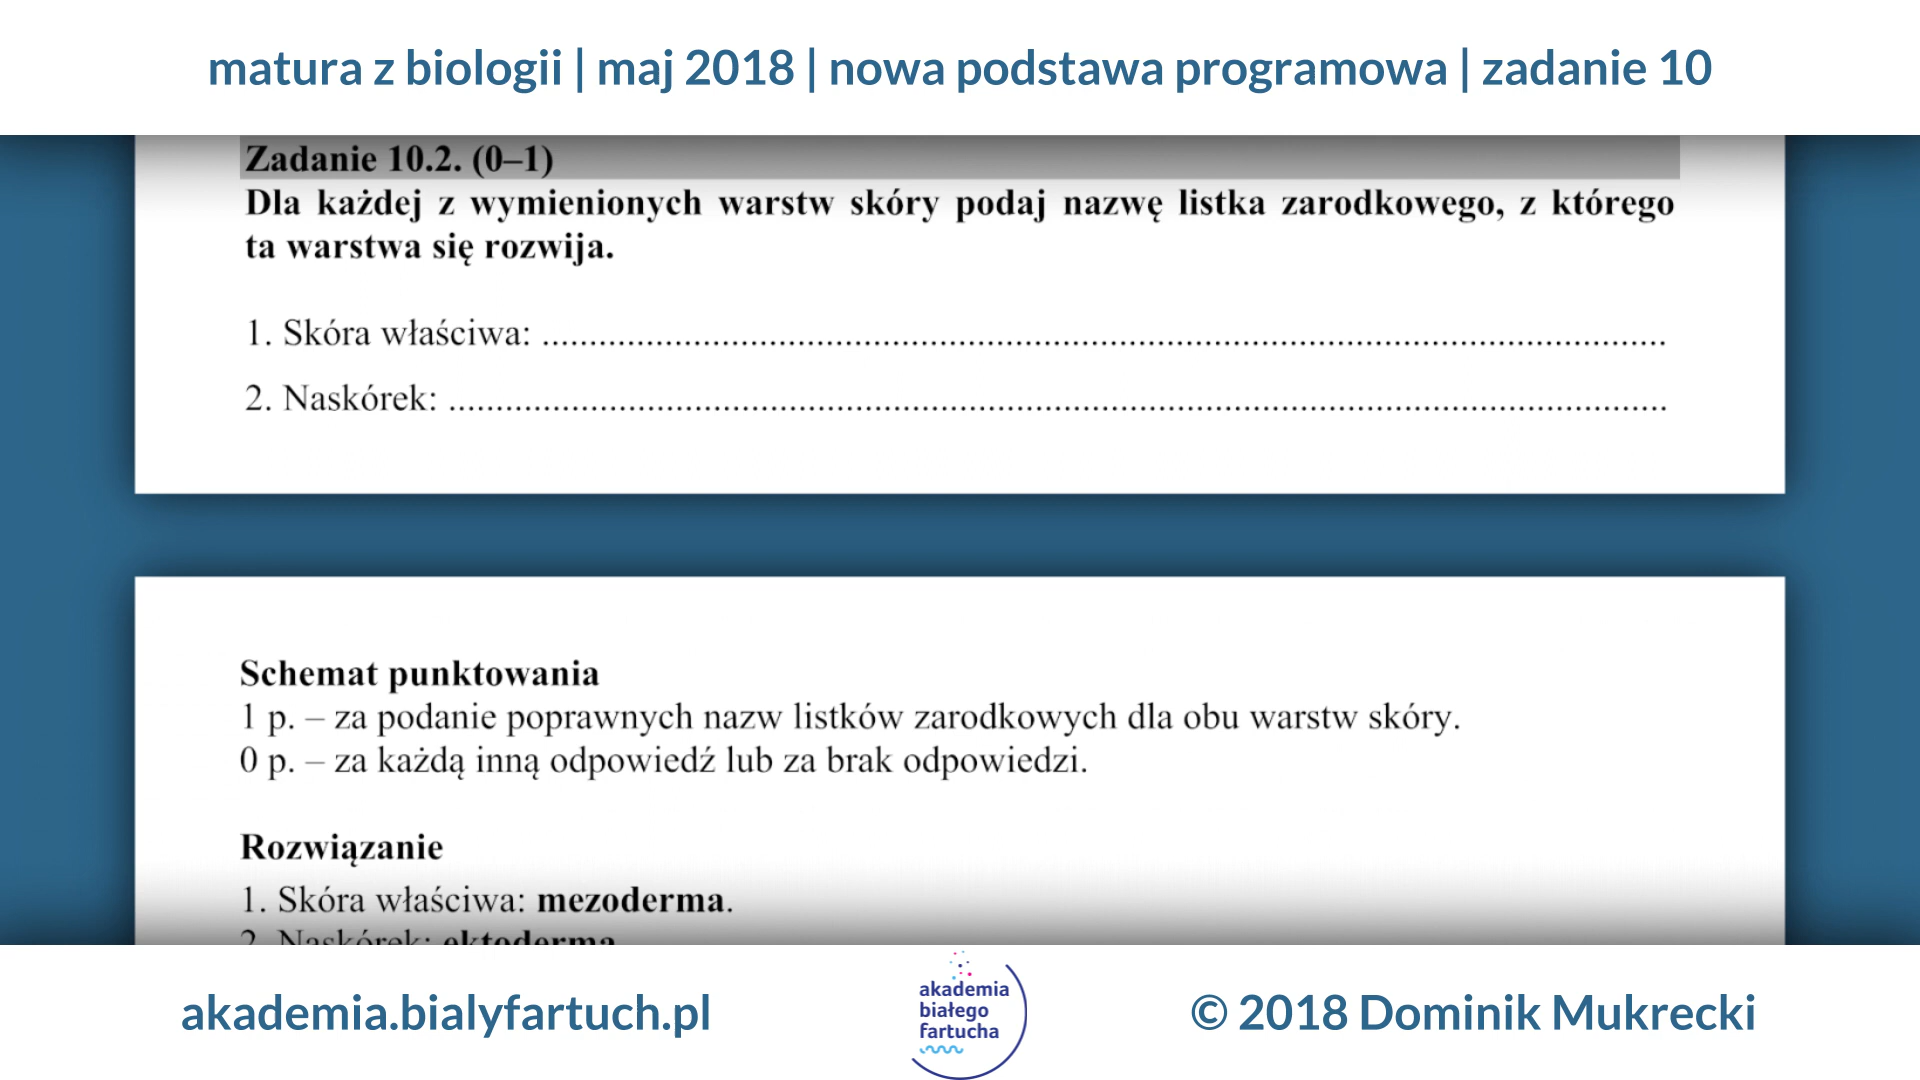 matura z biologii | maj 2018 | nowa podstawa programowa | zadanie 10
Zadanie 10.2. (0–1)
Dla każdej z wymienionych warstw skóry podaj nazwę listka zarodkowego, z którego
ta warstwa się rozwija.
1. Skóra właściwa: ........................................................................................................................
2. Naskórek: ..................................................................................................................................
Schemat punktowania
1 p. – za podanie poprawnych nazw listków zarodkowych dla obu warstw skóry.
0 p. – za każdą inną odpowiedź lub za brak odpowiedzi.
Rozwiązanie
1. Skóra właściwa: mezoderma.
2. Naskórek: ektoderma
akademia.bialyfartuch.pl
akademia
białego
fartucha
© 2018 Dominik Mukrecki